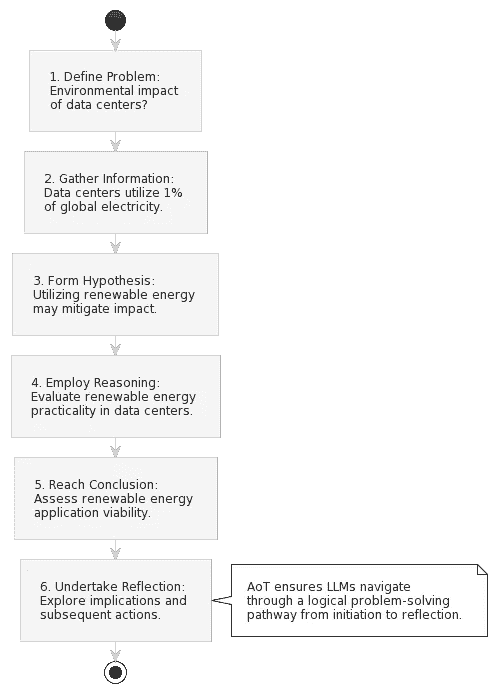 1. Define Problem:
Environmental impact
of data centers?
2. Gather Information:
Data centers utilize 1%
of global electricity.
3. Form Hypothesis:
Utilizing renewable energy
may mitigate impact.
4. Employ Reasoning:
Evaluate renewable energy
practicality in data centers.
5. Reach Conclusion:
Assess renewable energy
application viability.
6. Undertake Reflection:
Explore implications and
subsequent actions.
AoT ensures LLMs navigate
through a logical problem-solving
pathway from initiation to reflection.